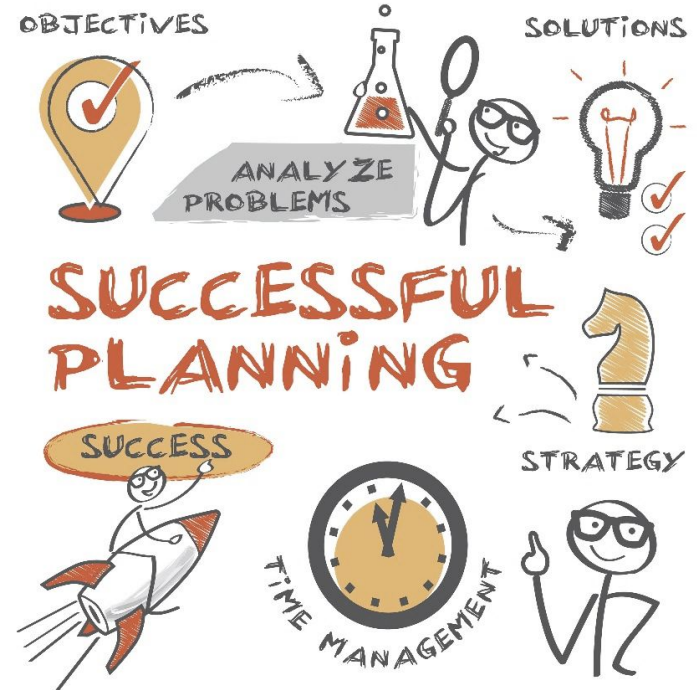 OBJECTiVES
SOLUTiONS
ANALYZE
PROBLEMS
SUCCESSFUL
PLANNiNG
SUCCESS
STRATEGY
TiME MANAGEMENT